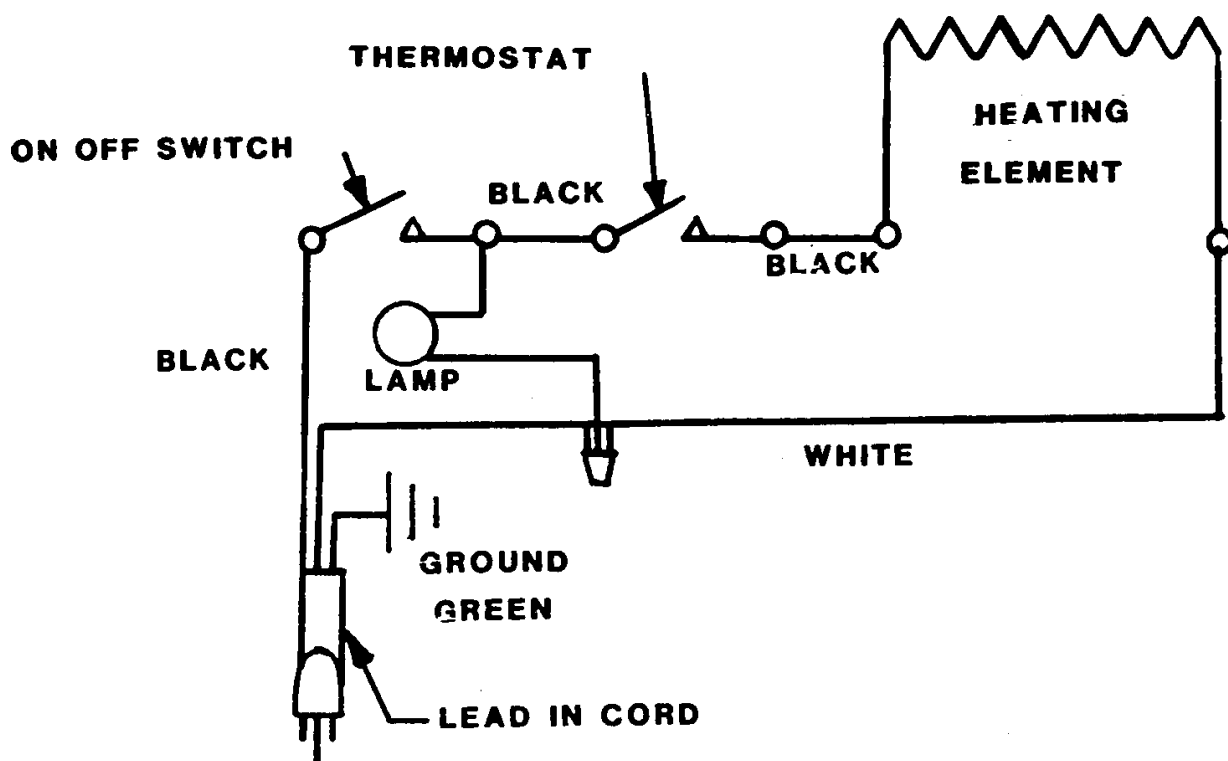 THERMOSTAT
ON OFF SWITCH
HEATING
ELEMENT
BLACK
BLACK
BLACK
LAMP
WHITE
GROUND
GREEN
LEAD IN CORD